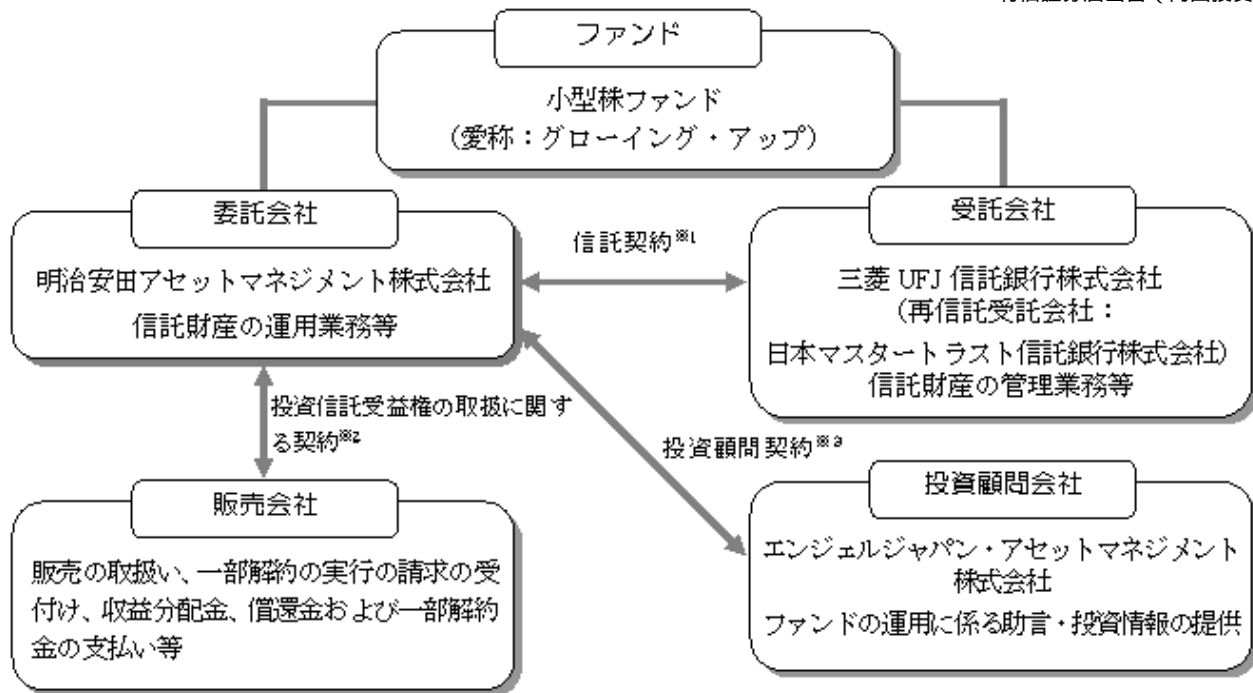 ファンド
小型株ファンド
(愛称：グローイング・アップ)
委託会社
明治安田アセットマネジメント株式会社
信託財産の運用業務等
信託契約※1
受託会社
三菱 UFJ 信託銀行株式会社
(再信託受託会社：
日本マスタートラスト信託銀行株式会社)
信託財産の管理業務等
投資信託受益権の取扱に関す
る契約※2
投資顧問契約※3
販売会社
販売の取扱い、一部解約の実行の請求の受
付け、収益分配金、償還金および一部解約
金の支払い等
投資顧問会社
エンジェルジャパン・アセットマネジメント
株式会社
ファンドの運用に係る助言・投資情報の提供